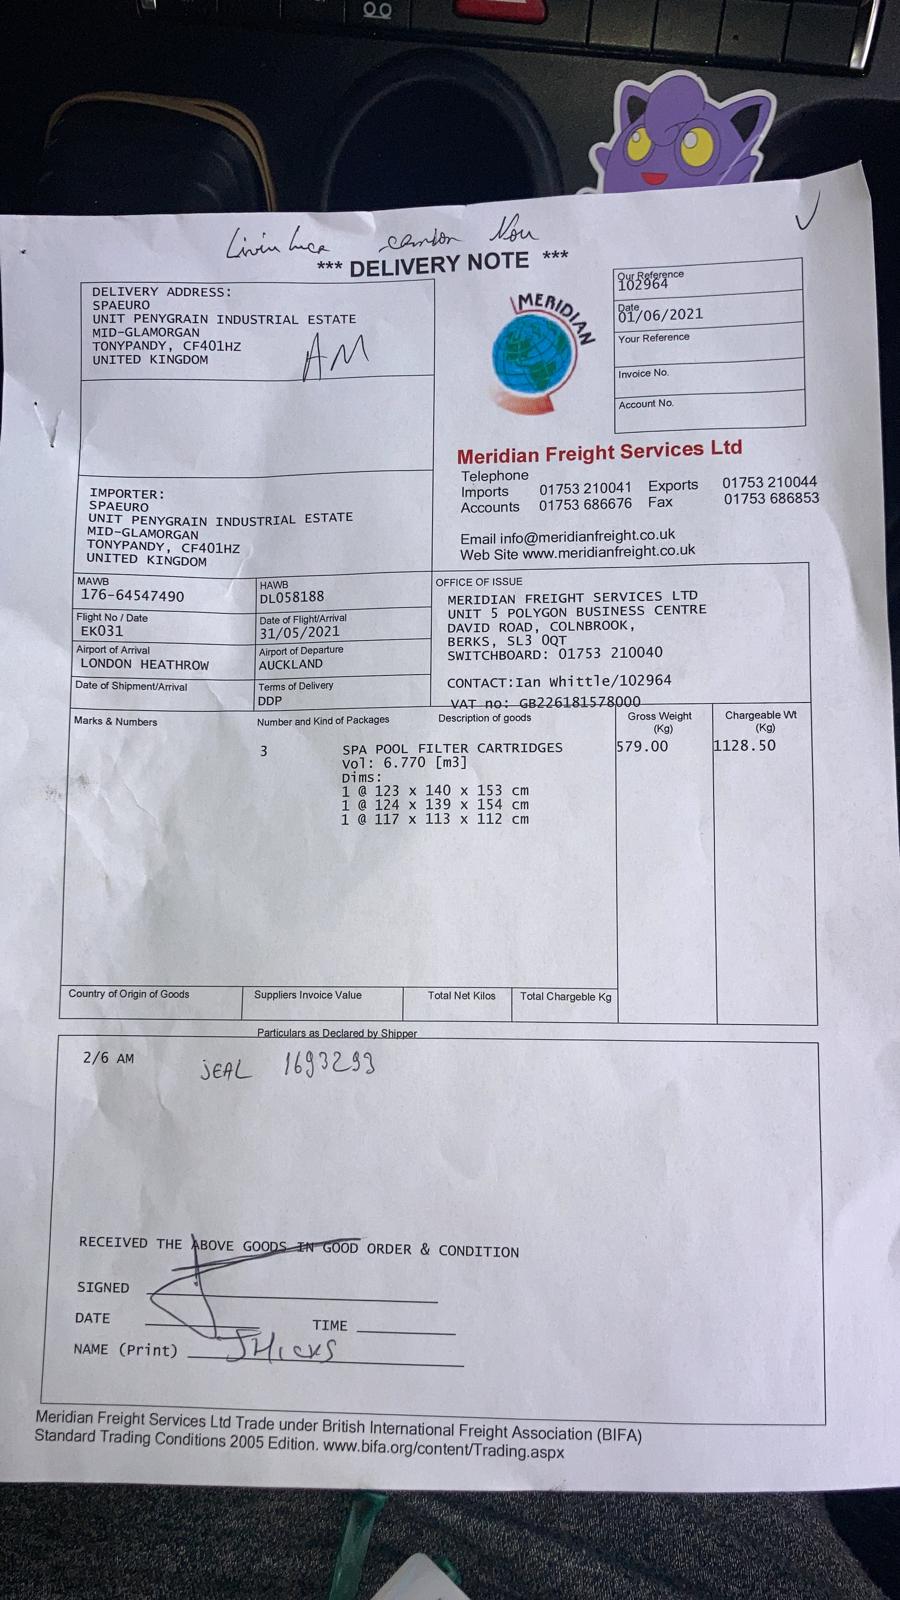 Livin Luca camion Nou
*** DELIVERY NOTE ***
DELIVERY ADDRESS:
SPAEURO
UNIT PENYGRAIN INDUSTRIAL ESTATE
MID-GLAMORGAN
TONYPANDY, CF401HZ
UNITED KINGDOM
AM
MERIDIAN
Our Reference
102964
Date
01/06/2021
Your Reference
Invoice No.
Account No.
Meridian Freight Services Ltd
Telephone
Imports 01753 210041 Exports 01753 210044
Accounts 01753 686676 Fax 01753 686853
Email info@meridianfreight.co.uk
Web Site www.meridianfreight.co.uk
IMPORTER:
SPAEURO
UNIT PENYGRAIN INDUSTRIAL ESTATE
MID-GLAMORGAN
TONYPANDY, CF401HZ
UNITED KINGDOM
MAWB
176-64547490
HAWB
DL058188
Flight No / Date
EK031
Date of Flight/Arrival
31/05/2021
Airport of Arrival
LONDON HEATHROW
Airport of Departure
AUCKLAND
Date of Shipment/Arrival
Terms of Delivery
DDP
OFFICE OF ISSUE
MERIDIAN FREIGHT SERVICES LTD
UNIT 5 POLYGON BUSINESS CENTRE
DAVID ROAD, COLNBROOK,
BERKS, SL3 0QT
SWITCHBOARD: 01753 210040
CONTACT:Ian Whittle/102964
VAT no: GB226181578000
Marks & Numbers
Number and Kind of Packages
Description of goods
Gross Weight
(Kg)
Chargeable Wt
(Kg)
3 SPA POOL FILTER CARTRIDGES 579.00 1128.50
Vol: 6.770 [m3]
Dims:
1 @ 123 x 140 x 153 cm
1 @ 124 x 139 x 154 cm
1 @ 117 x 113 x 112 cm
Country of Origin of Goods
Suppliers Invoice Value
Total Net Kilos
Total Chargeble Kg
Particulars as Declared by Shipper
2/6 AM
SEAL 1693293
RECEIVED THE ABOVE GOODS IN GOOD ORDER & CONDITION
SIGNED
DATE TIME
NAME (Print) JHICKS
Meridian Freight Services Ltd Trade under British International Freight Association (BIFA)
Standard Trading Conditions 2005 Edition. www.bifa.org/content/Trading.aspx